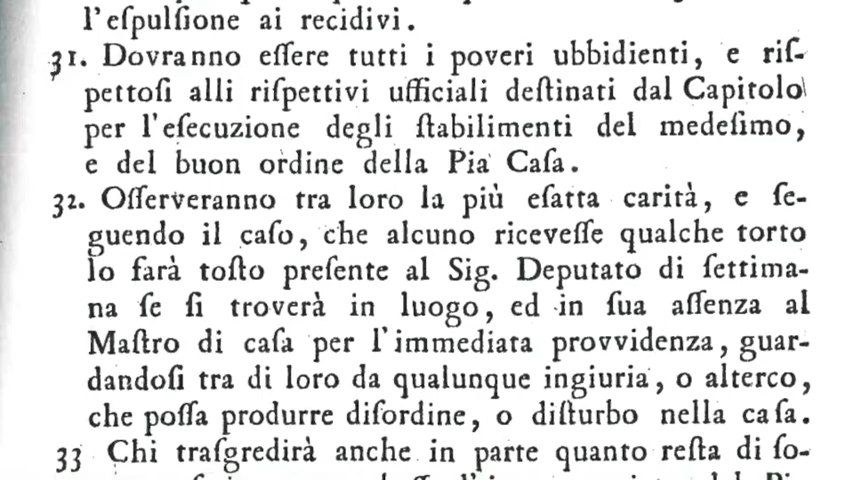 l'eſpulſione ai recidivi.
31. Dovranno eſſere tutti i poveri ubbidienti, e riſ-
pettoſi alli riſpettivi ufficiali deſtinati dal Capitolo
per l'eſecuzione degli ſtabilimenti del medeſimo,
e del buon ordine della Pia Caſa.
32. Oſſerveranno tra loro la più eſatta carità, e ſe-
guendo il caſo, che alcuno riceveſſe qualche torto
lo farà toſto preſente al Sig. Deputato di ſettima-
na ſe ſi troverà in luogo, ed in ſua aſſenza al
Maſtro di caſa per l'immediata provvidenza, guar-
dandoſi tra di loro da qualunque ingiuria, o alterco,
che poſſa produrre diſordine, o diſturbo nella caſa.
33 Chi traſgredirà anche in parte quanto reſta di ſo-